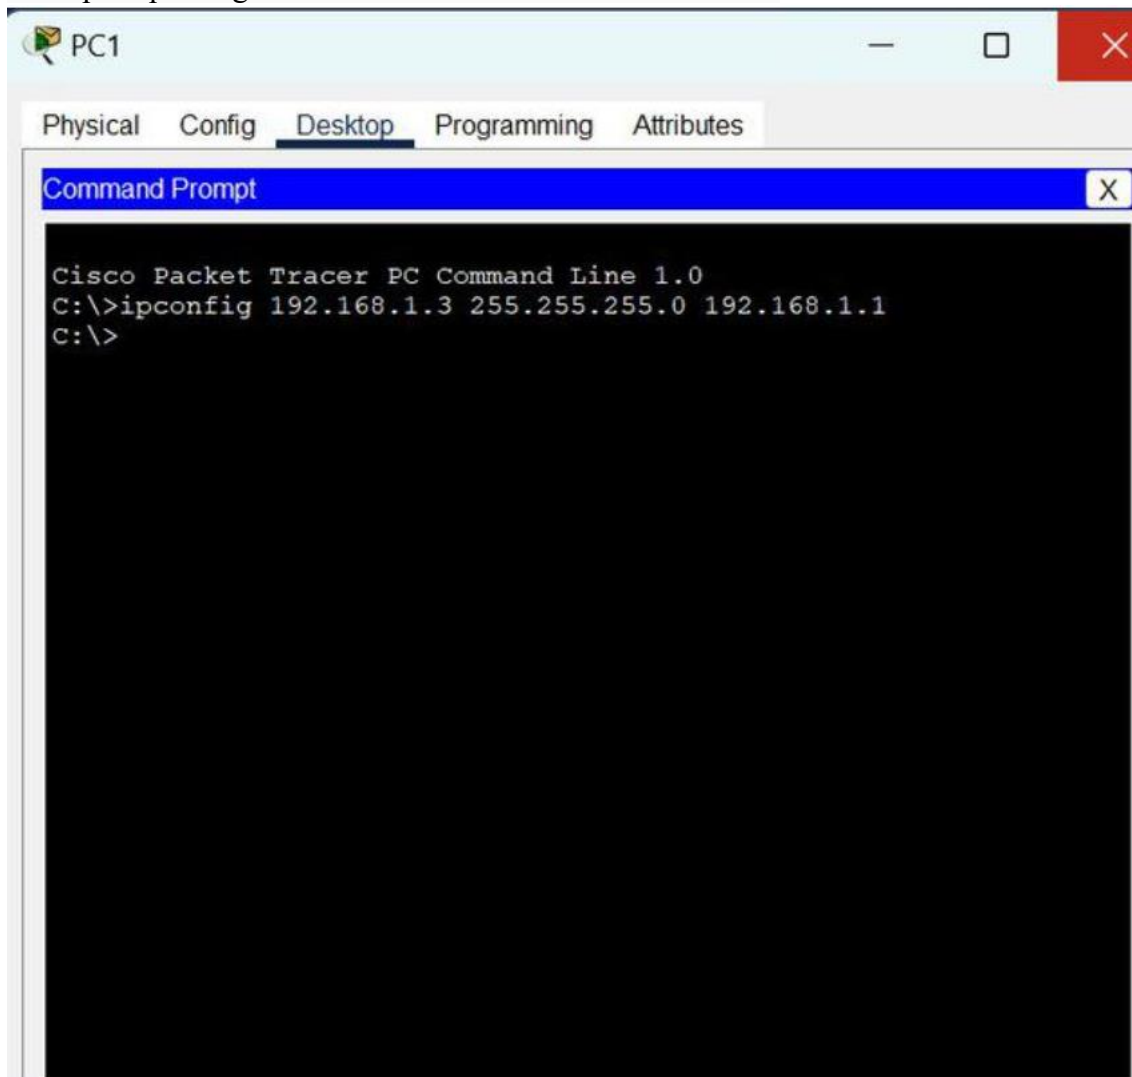 PC1
Physical Config Desktop Programming Attributes
Command Prompt X
Cisco Packet Tracer PC Command Line 1.0
C:\>ipconfig 192.168.1.3 255.255.255.0 192.168.1.1
C:\>